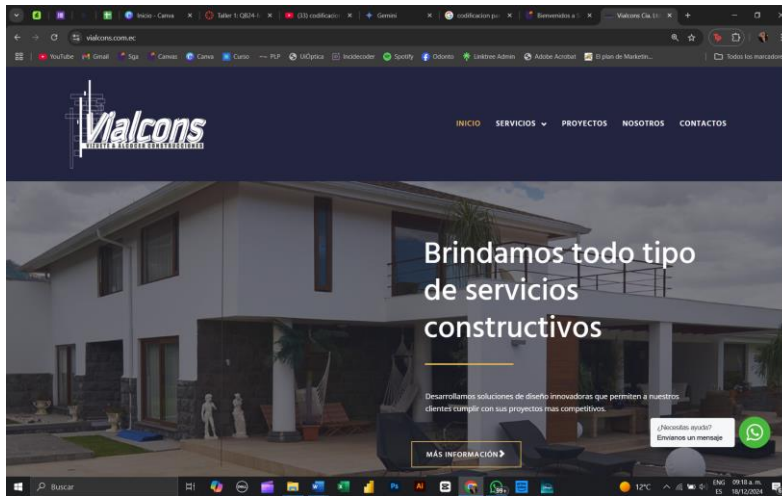 Inicio - Canva
Taller 1: QB24-
(33) codificacion
Gemini
codificacion pa
Bienvenidos a S
Vialcons Cia. Lt
vialcons.com.ec
YouTube
Gmail
Sga
Canvas
Canva
Curso
PLP
Incidecoder
Spotify
Odonto
Linktree Admin
Adobe Acrobat
El plan de Marketin...
Todos los marcadores
Vialcons
INICIO
SERVICIOS
PROYECTOS
NOSOTROS
CONTACTOS
Brindamos todo tipo
de servicios
constructivos
Desarrollamos soluciones de diseño innovadoras que permiten a nuestros
clientes cumplir con sus proyectos mas competitivos.
MÁS INFORMACIÓN
¿Necesitas ayuda?
Envíanos un mensaje
Buscar
99+
12°C
ENG
ES
09:18 a. m.
18/12/2024